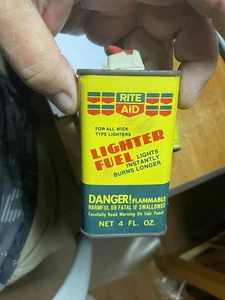 RITE
AID
FOR ALL WICK
TYPE LIGHTERS
LIGHTER
FUEL LIGHTS
INSTANTLY
BURNS LONGER
DANGER! FLAMMABLE
HARMFUL OR FATAL IF SWALLOWED
Carefully Read Warning On Side Panel
NET 4 FL. OZ.